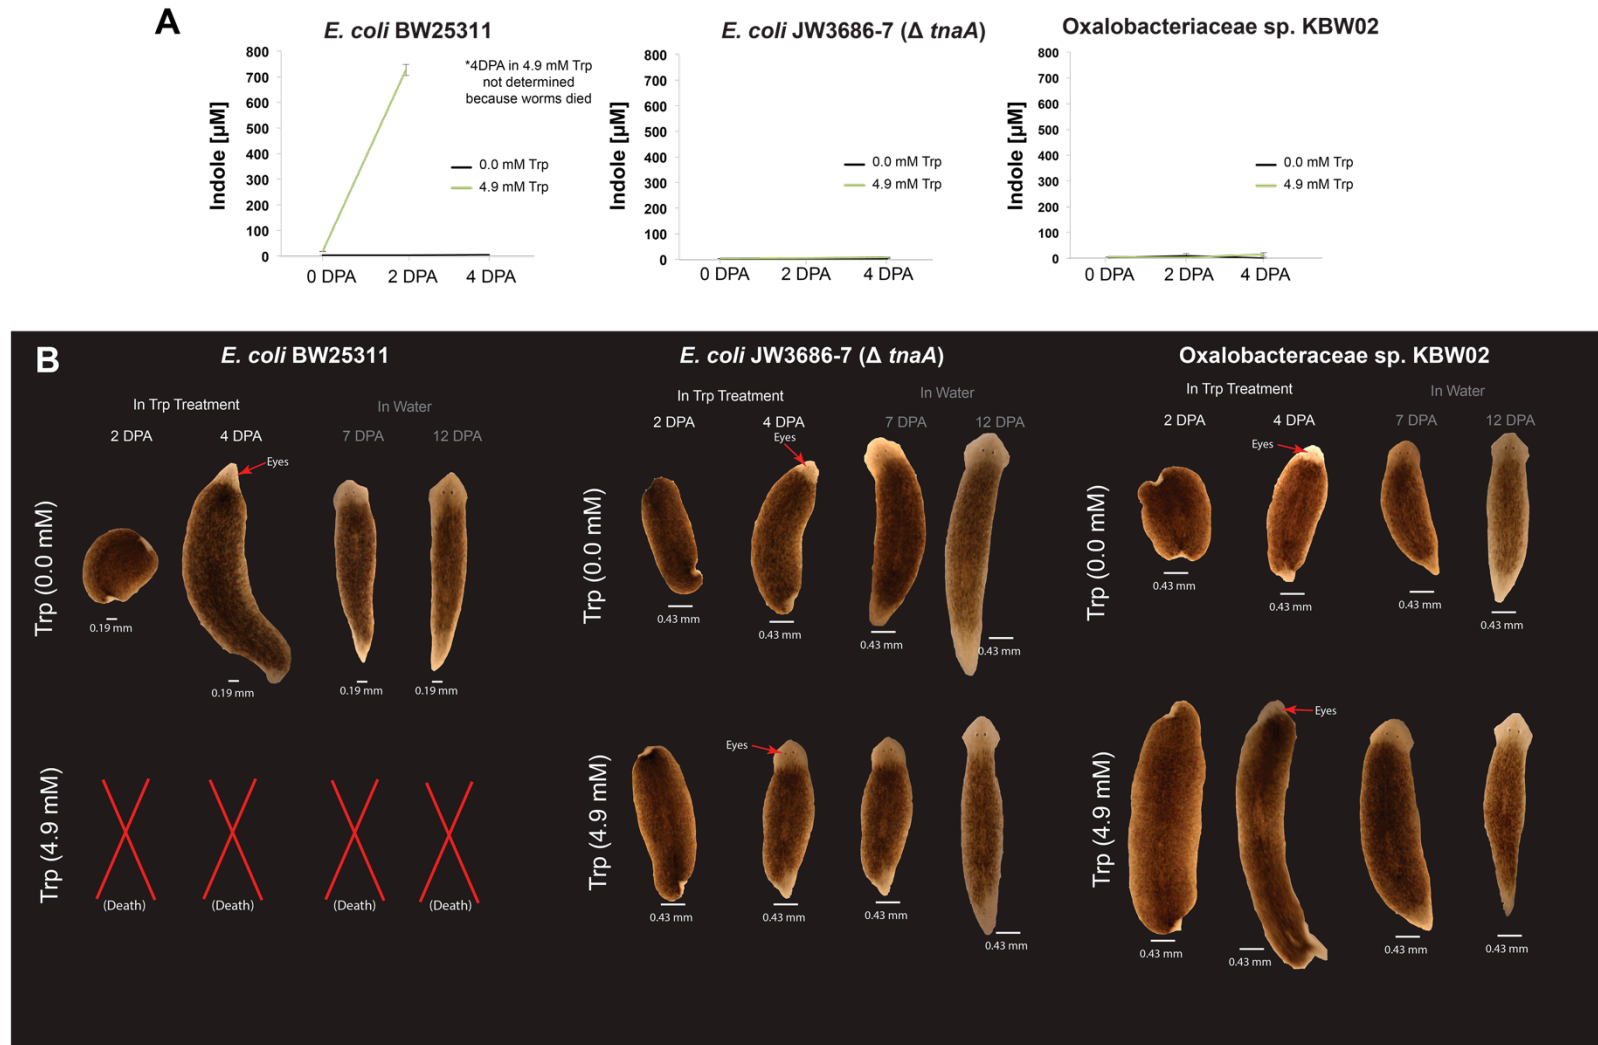 A
E. coli BW25311
800
700
600
500
400
300
200
100
0
Indole [µM]
*4DPA in 4.9 mM Trp
not determined
because worms died
0.0 mM Trp
4.9 mM Trp
0 DPA 2 DPA 4 DPA
E. coli JW3686-7 (Δ tnaA)
800
700
600
500
400
300
200
100
0
Indole [µM]
0.0 mM Trp
4.9 mM Trp
0 DPA 2 DPA 4 DPA
Oxalobacteriaceae sp. KBW02
800
700
600
500
400
300
200
100
0
Indole [µM]
0.0 mM Trp
4.9 mM Trp
0 DPA 2 DPA 4 DPA
B
E. coli BW25311
In Trp Treatment In Water
2 DPA 4 DPA 7 DPA 12 DPA
Eyes
Trp (0.0 mM)
0.19 mm
0.19 mm
0.19 mm
0.19 mm
Trp (4.9 mM)
(Death) (Death) (Death) (Death)
E. coli JW3686-7 (Δ tnaA)
In Trp Treatment In Water
2 DPA 4 DPA 7 DPA 12 DPA
Eyes
Trp (0.0 mM)
0.43 mm
0.43 mm
0.43 mm
0.43 mm
Eyes
Trp (4.9 mM)
0.43 mm
0.43 mm
0.43 mm
0.43 mm
Oxalobacteraceae sp. KBW02
In Trp Treatment In Water
2 DPA 4 DPA 7 DPA 12 DPA
Eyes
Trp (0.0 mM)
0.43 mm
0.43 mm
0.43 mm
0.43 mm
Eyes
Trp (4.9 mM)
0.43 mm
0.43 mm
0.43 mm
0.43 mm